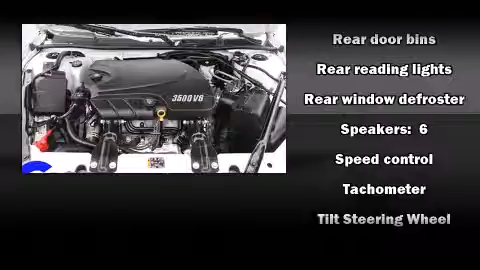 3500 V6
Rear door bins
Rear reading lights
Rear window defroster
Speakers: 6
Speed control
Tachometer
Tilt Steering Wheel